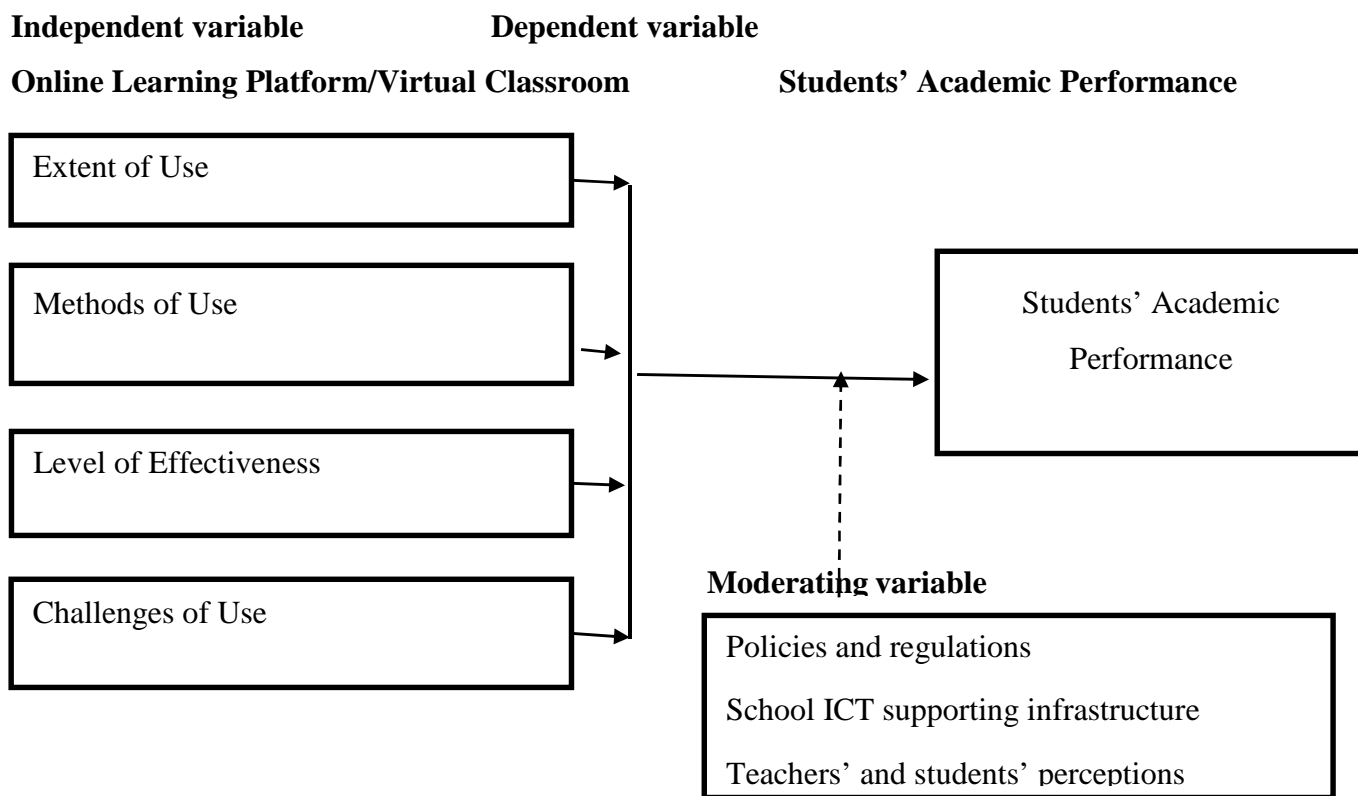 Independent variable Dependent variable
Online Learning Platform/Virtual Classroom Students’ Academic Performance
Extent of Use
Methods of Use
Level of Effectiveness
Challenges of Use
Students’ Academic
Performance
Moderating variable
Policies and regulations
School ICT supporting infrastructure
Teachers’ and students’ perceptions